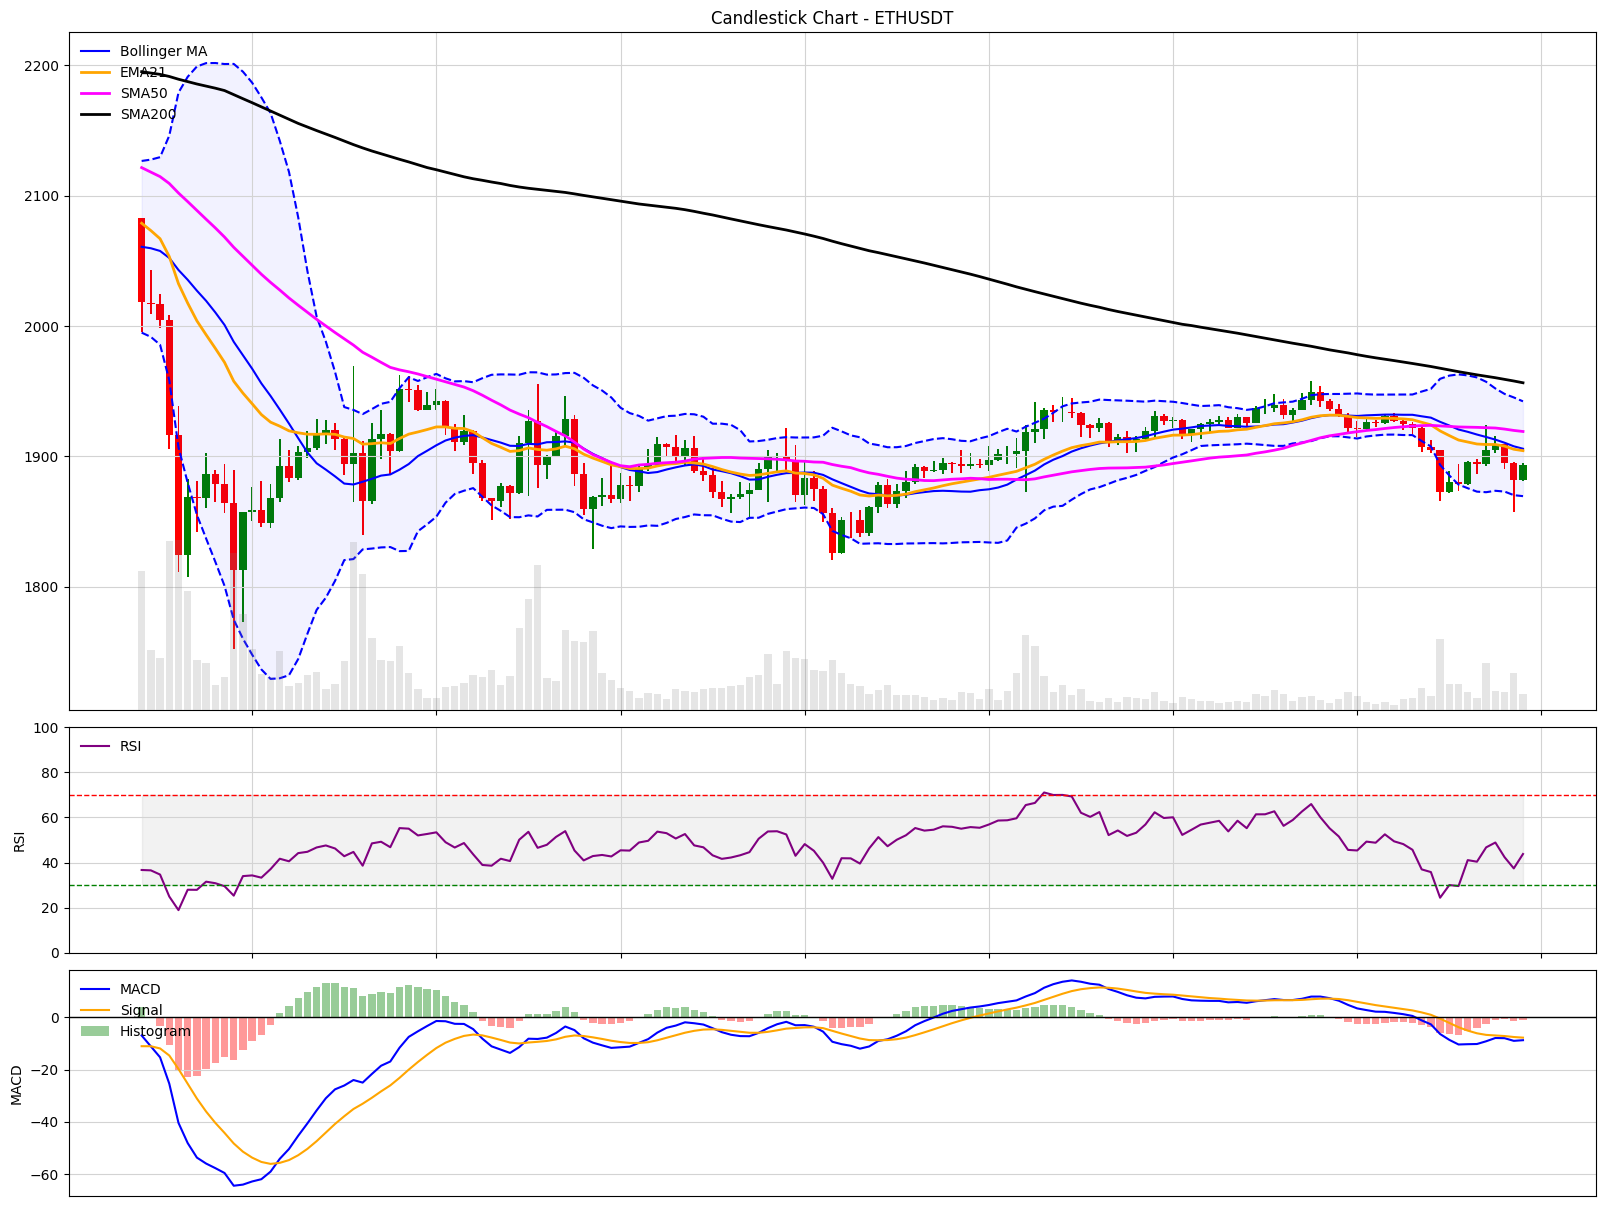 Candlestick Chart - ETHUSDT
Bollinger MA
EMA21
SMA50
SMA200
2200
2100
2000
1900
1800
RSI
100
80
60
40
20
0
RSI
MACD
Signal
Histogram
0
−20
−40
−60
MACD